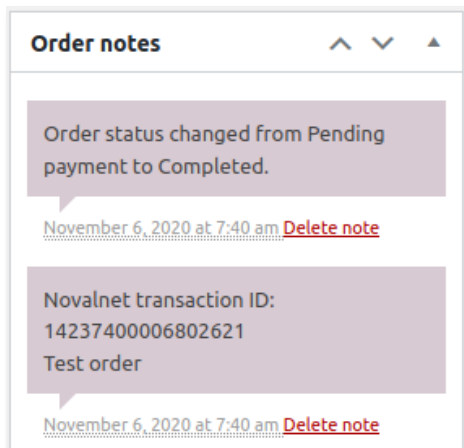 Order notes
Order status changed from Pending
payment to Completed.
November 6, 2020 at 7:40 am Delete note
Novalnet transaction ID:
14237400006802621
Test order
November 6, 2020 at 7:40 am Delete note